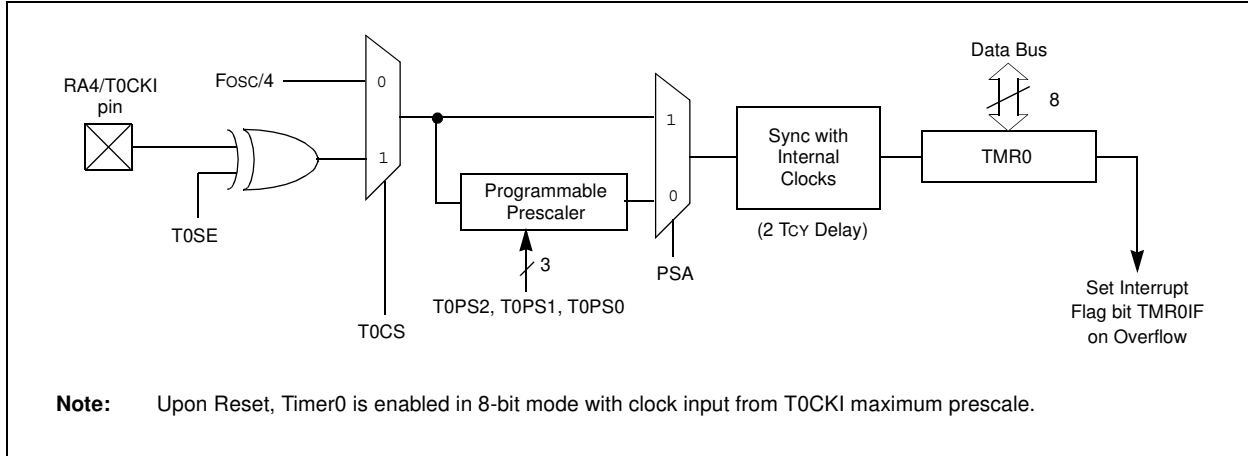 RA4/T0CKI
pin
T0SE
FOSC/4
0
1
T0CS
Programmable
Prescaler
3
T0PS2, T0PS1, T0PS0
1
0
PSA
Sync with
Internal
Clocks
(2 TCY Delay)
Data Bus
8
TMR0
Set Interrupt
Flag bit TMR0IF
on Overflow
Note: Upon Reset, Timer0 is enabled in 8-bit mode with clock input from T0CKI maximum prescale.